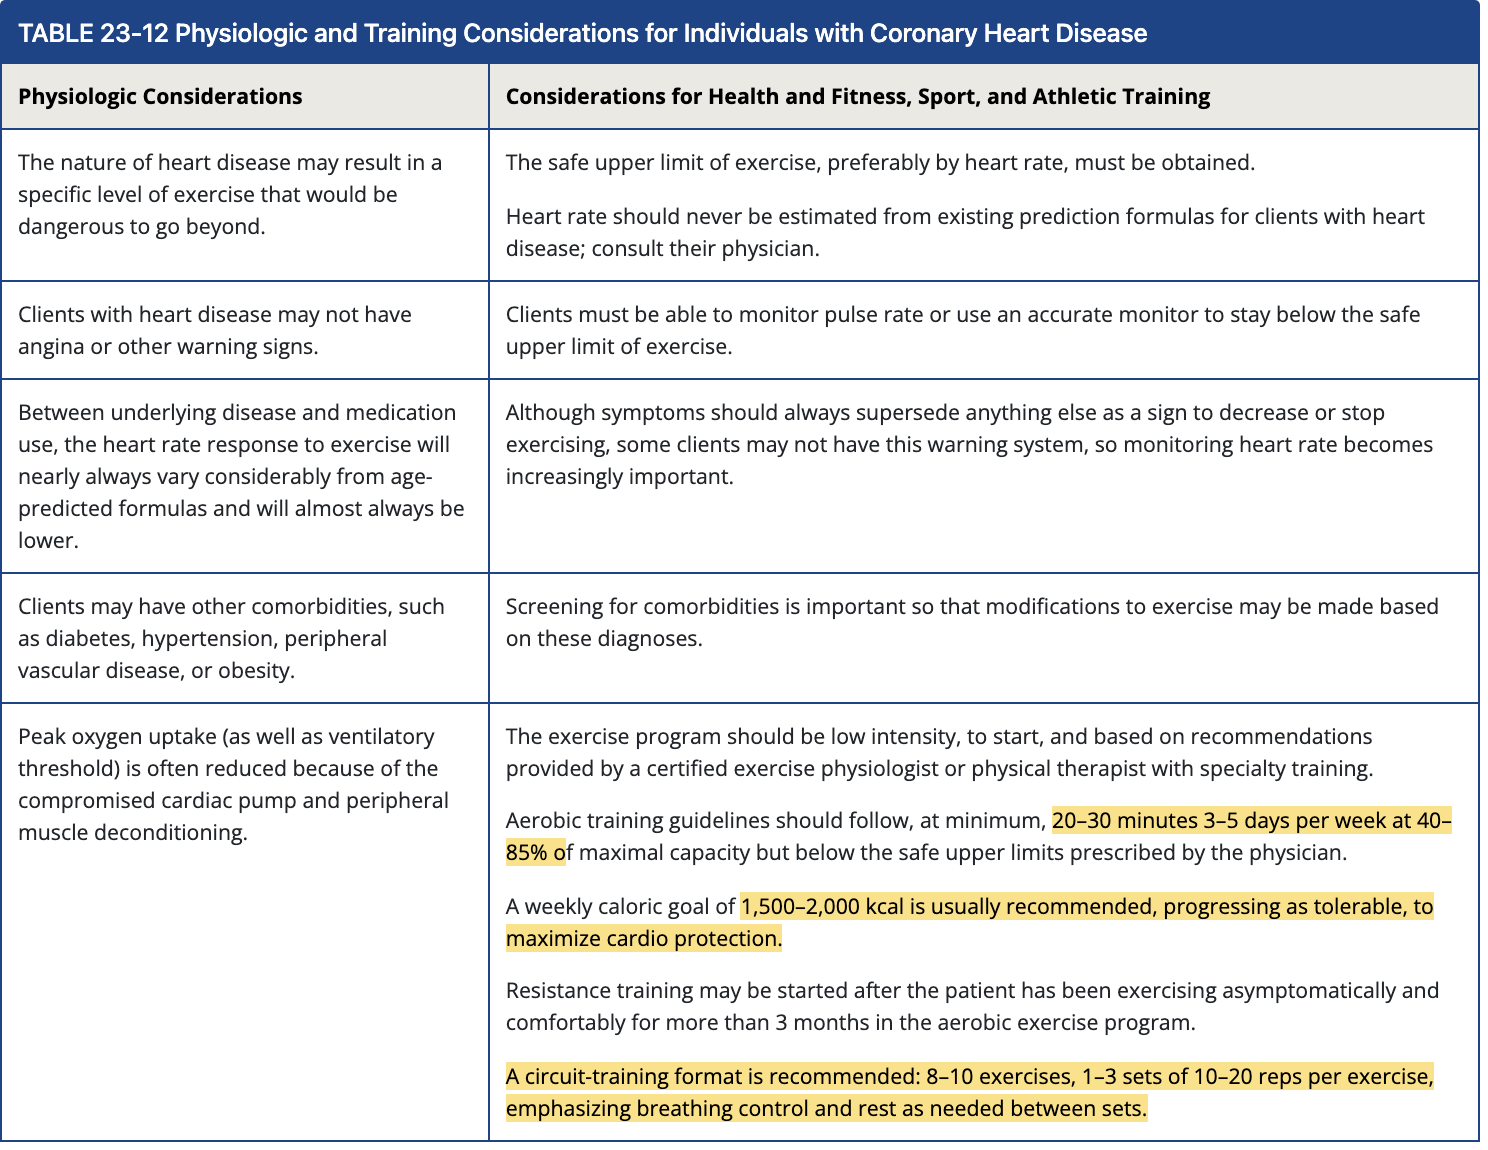 TABLE 23-12 Physiologic and Training Considerations for Individuals with Coronary Heart Disease
Physiologic Considerations
Considerations for Health and Fitness, Sport, and Athletic Training
The nature of heart disease may result in a
specific level of exercise that would be
dangerous to go beyond.
The safe upper limit of exercise, preferably by heart rate, must be obtained.
Heart rate should never be estimated from existing prediction formulas for clients with heart
disease; consult their physician.
Clients with heart disease may not have
angina or other warning signs.
Clients must be able to monitor pulse rate or use an accurate monitor to stay below the safe
upper limit of exercise.
Between underlying disease and medication
use, the heart rate response to exercise will
nearly always vary considerably from age-
predicted formulas and will almost always be
lower.
Although symptoms should always supersede anything else as a sign to decrease or stop
exercising, some clients may not have this warning system, so monitoring heart rate becomes
increasingly important.
Clients may have other comorbidities, such
as diabetes, hypertension, peripheral
vascular disease, or obesity.
Screening for comorbidities is important so that modifications to exercise may be made based
on these diagnoses.
Peak oxygen uptake (as well as ventilatory
threshold) is often reduced because of the
compromised cardiac pump and peripheral
muscle deconditioning.
The exercise program should be low intensity, to start, and based on recommendations
provided by a certified exercise physiologist or physical therapist with specialty training.
Aerobic training guidelines should follow, at minimum, 20–30 minutes 3–5 days per week at 40–
85% of maximal capacity but below the safe upper limits prescribed by the physician.
A weekly caloric goal of 1,500–2,000 kcal is usually recommended, progressing as tolerable, to
maximize cardio protection.
Resistance training may be started after the patient has been exercising asymptomatically and
comfortably for more than 3 months in the aerobic exercise program.
A circuit-training format is recommended: 8–10 exercises, 1–3 sets of 10–20 reps per exercise,
emphasizing breathing control and rest as needed between sets.